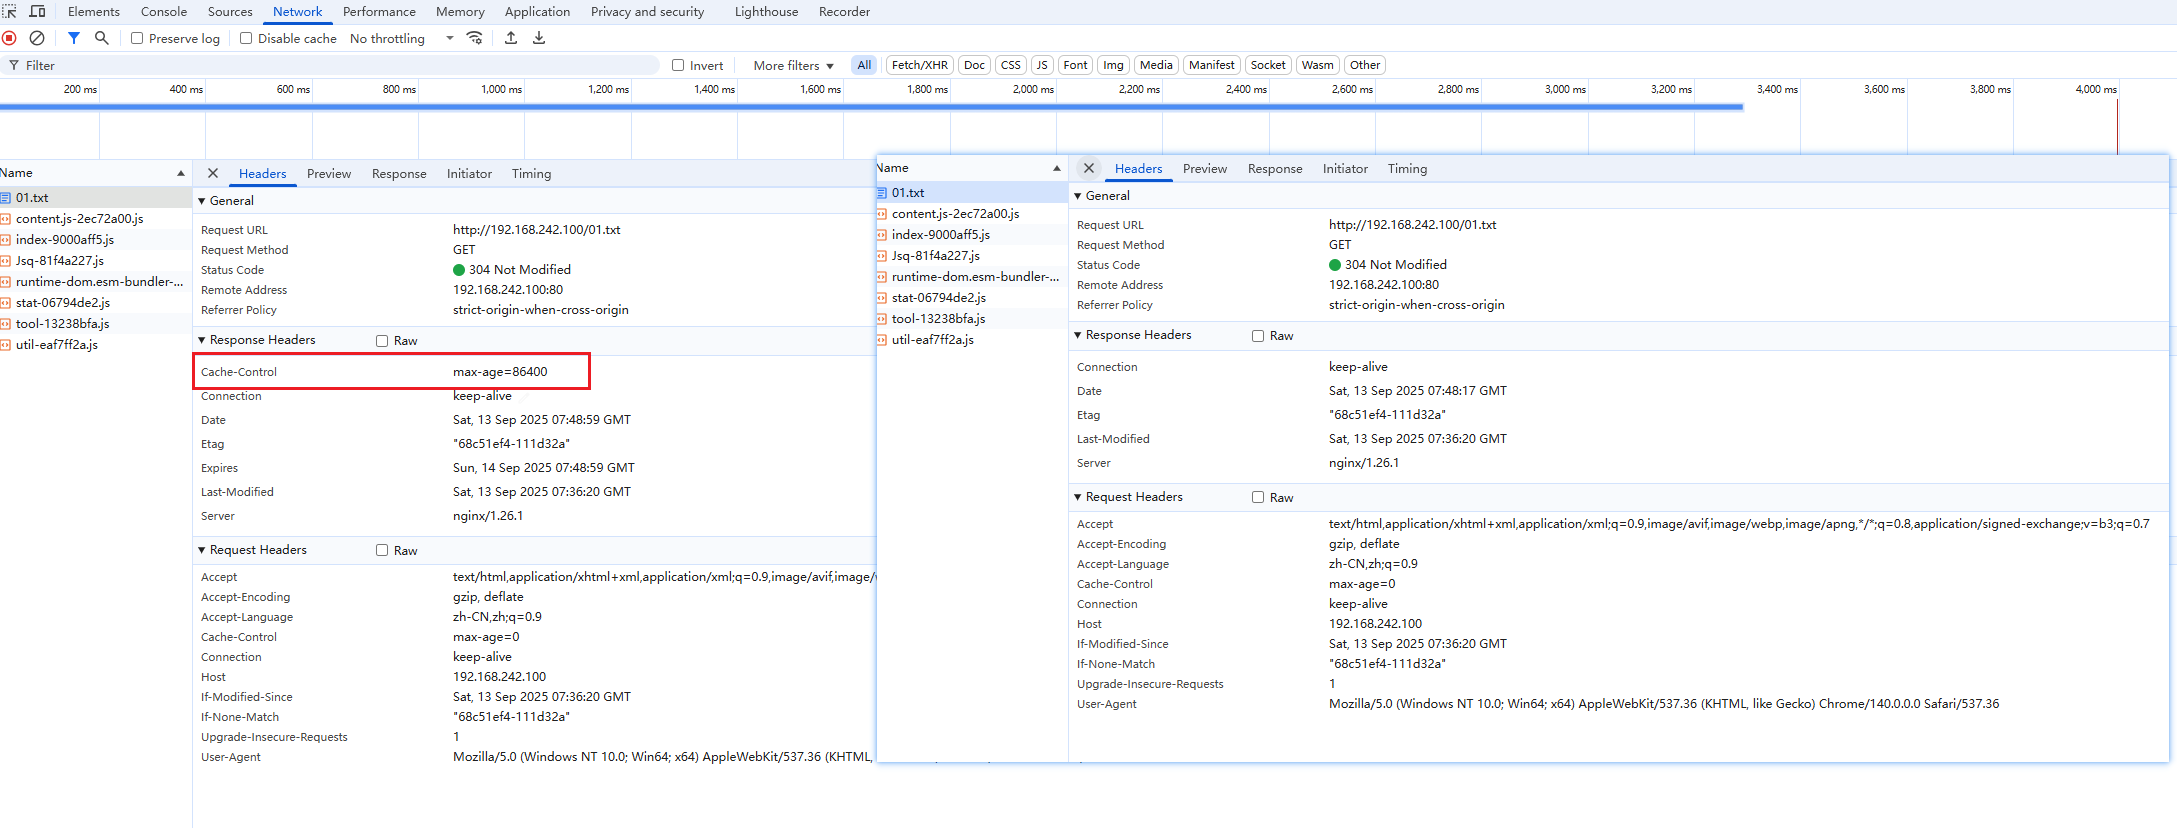 Elements Console Sources Network Performance Memory Application Privacy and security Lighthouse Recorder
Preserve log Disable cache No throttling
Filter Invert More filters All Fetch/XHR Doc CSS JS Font Img Media Manifest Socket Wasm Other
200 ms 400 ms 600 ms 800 ms 1,000 ms 1,200 ms 1,400 ms 1,600 ms 1,800 ms 2,000 ms 2,200 ms 2,400 ms 2,600 ms 2,800 ms 3,000 ms 3,200 ms 3,400 ms 3,600 ms 3,800 ms 4,000 ms
Name
01.txt
content.js-2ec72a00.js
index-9000aff5.js
Jsq-81f4a227.js
runtime-dom.esm-bundler-...
stat-06794de2.js
tool-13238bfa.js
util-eaf7ff2a.js
Headers Preview Response Initiator Timing
General
Request URL http://192.168.242.100/01.txt
Request Method GET
Status Code 304 Not Modified
Remote Address 192.168.242.100:80
Referrer Policy strict-origin-when-cross-origin
Response Headers Raw
Cache-Control max-age=86400
Connection keep-alive
Date Sat, 13 Sep 2025 07:48:59 GMT
Etag "68c51ef4-111d32a"
Expires Sun, 14 Sep 2025 07:48:59 GMT
Last-Modified Sat, 13 Sep 2025 07:36:20 GMT
Server nginx/1.26.1
Request Headers Raw
Accept text/html,application/xhtml+xml,application/xml;q=0.9,image/avif,image/
Accept-Encoding gzip, deflate
Accept-Language zh-CN,zh;q=0.9
Cache-Control max-age=0
Connection keep-alive
Host 192.168.242.100
If-Modified-Since Sat, 13 Sep 2025 07:36:20 GMT
If-None-Match "68c51ef4-111d32a"
Upgrade-Insecure-Requests 1
User-Agent Mozilla/5.0 (Windows NT 10.0; Win64; x64) AppleWebKit/537.36 (KHTML,
Name
01.txt
content.js-2ec72a00.js
index-9000aff5.js
Jsq-81f4a227.js
runtime-dom.esm-bundler-...
stat-06794de2.js
tool-13238bfa.js
util-eaf7ff2a.js
Headers Preview Response Initiator Timing
General
Request URL http://192.168.242.100/01.txt
Request Method GET
Status Code 304 Not Modified
Remote Address 192.168.242.100:80
Referrer Policy strict-origin-when-cross-origin
Response Headers Raw
Connection keep-alive
Date Sat, 13 Sep 2025 07:48:17 GMT
Etag "68c51ef4-111d32a"
Last-Modified Sat, 13 Sep 2025 07:36:20 GMT
Server nginx/1.26.1
Request Headers Raw
Accept text/html,application/xhtml+xml,application/xml;q=0.9,image/avif,image/webp,image/apng,*/*;q=0.8,application/signed-exchange;v=b3;q=0.7
Accept-Encoding gzip, deflate
Accept-Language zh-CN,zh;q=0.9
Cache-Control max-age=0
Connection keep-alive
Host 192.168.242.100
If-Modified-Since Sat, 13 Sep 2025 07:36:20 GMT
If-None-Match "68c51ef4-111d32a"
Upgrade-Insecure-Requests 1
User-Agent Mozilla/5.0 (Windows NT 10.0; Win64; x64) AppleWebKit/537.36 (KHTML, like Gecko) Chrome/140.0.0.0 Safari/537.36